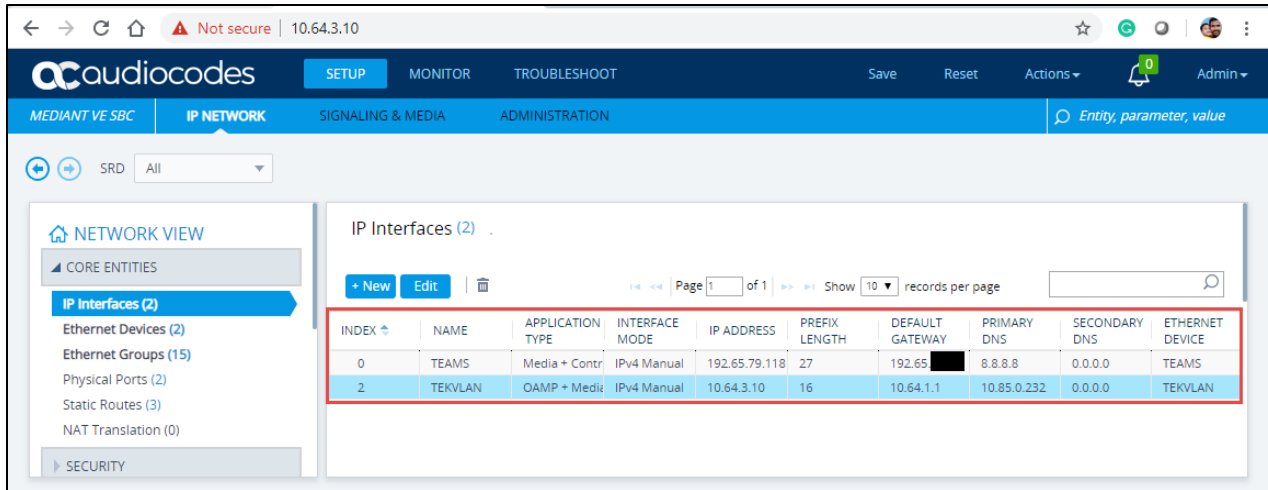 Not secure | 10.64.3.10
audiocodes SETUP MONITOR TROUBLESHOOT Save Reset Actions 0 Admin
MEDIANT VE SBC IP NETWORK SIGNALING & MEDIA ADMINISTRATION Entity, parameter, value
SRD All
NETWORK VIEW
CORE ENTITIES
IP Interfaces (2)
Ethernet Devices (2)
Ethernet Groups (15)
Physical Ports (2)
Static Routes (3)
NAT Translation (0)
SECURITY
IP Interfaces (2) .
+ New Edit Page 1 of 1 Show 10 records per page
INDEX NAME APPLICATION TYPE INTERFACE MODE IP ADDRESS PREFIX LENGTH DEFAULT GATEWAY PRIMARY DNS SECONDARY DNS ETHERNET DEVICE
0 TEAMS Media + Contr IPv4 Manual 192.65.79.118 27 192.65. 8.8.8.8 0.0.0.0 TEAMS
2 TEKVLAN OAMP + Media IPv4 Manual 10.64.3.10 16 10.64.1.1 10.85.0.232 0.0.0.0 TEKVLAN